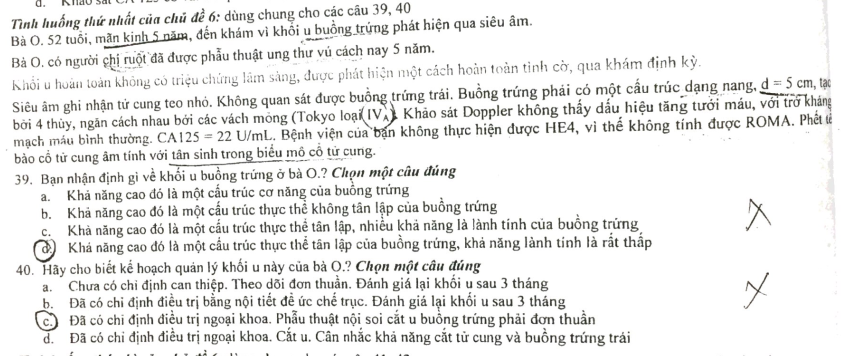 d. Khảo sát
Tình huống thứ nhất của chủ đề 6: dùng chung cho các câu 39, 40
Bà O. 52 tuổi, mãn kinh 5 năm, đến khám vì khối u buồng trứng phát hiện qua siêu âm.
Bà O. có người chị ruột đã được phẫu thuật ung thư vú cách nay 5 năm.
Khối u hoàn toàn không có triệu chứng lâm sàng, được phát hiện một cách hoàn toàn tình cờ, qua khám định kỳ.
Siêu âm ghi nhận tử cung teo nhỏ. Không quan sát được buồng trứng trái. Buồng trứng phải có một cấu trúc dạng nang, d = 5 cm, tạo
bởi 4 thùy, ngăn cách nhau bởi các vách mỏng (Tokyo loại IVA). Khảo sát Doppler không thấy dấu hiệu tăng tưới máu, với trở kháng
mạch máu bình thường. CA125 = 22 U/mL. Bệnh viện của bạn không thực hiện được HE4, vì thế không tính được ROMA. Phết tế
bào cổ tử cung âm tính với tân sinh trong biểu mô cổ tử cung.
39. Bạn nhận định gì về khối u buồng trứng ở bà O.? Chọn một câu đúng
a. Khả năng cao đó là một cấu trúc cơ năng của buồng trứng
b. Khả năng cao đó là một cấu trúc thực thể không tân lập của buồng trứng
c. Khả năng cao đó là một cấu trúc thực thể tân lập, nhiều khả năng là lành tính của buồng trứng
d. Khả năng cao đó là một cấu trúc thực thể tân lập của buồng trứng, khả năng lành tính là rất thấp
40. Hãy cho biết kế hoạch quản lý khối u này của bà O.? Chọn một câu đúng
a. Chưa có chỉ định can thiệp. Theo dõi đơn thuần. Đánh giá lại khối u sau 3 tháng
b. Đã có chỉ định điều trị bằng nội tiết để ức chế trục. Đánh giá lại khối u sau 3 tháng
c. Đã có chỉ định điều trị ngoại khoa. Phẫu thuật nội soi cắt u buồng trứng phải đơn thuần
d. Đã có chỉ định điều trị ngoại khoa. Cắt u. Cân nhắc khả năng cắt tử cung và buồng trứng trái